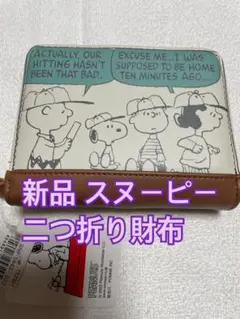 ACTUALLY, OUR
HITTING HASN'T
BEEN THAT BAD.
EXCUSE ME...I WAS
SUPPOSED TO BE HOME
TEN MINUTES AGO...
新品 スヌーピー
二つ折り財布